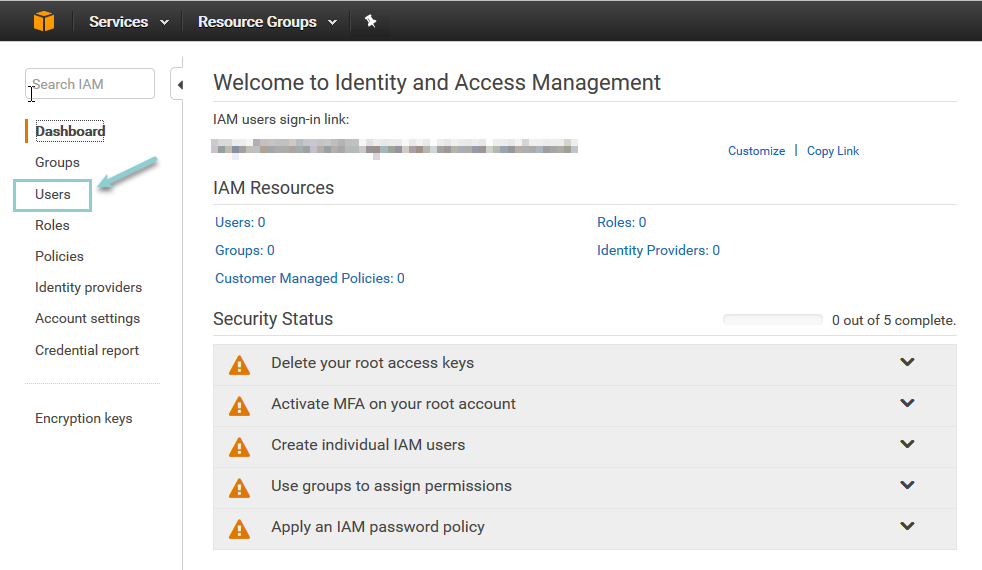 Services
Resource Groups
Search IAM
Dashboard
Groups
Users
Roles
Policies
Identity providers
Account settings
Credential report
Encryption keys
Welcome to Identity and Access Management
IAM users sign-in link:
Customize | Copy Link
IAM Resources
Users: 0
Roles: 0
Groups: 0
Identity Providers: 0
Customer Managed Policies: 0
Security Status
0 out of 5 complete.
Delete your root access keys
Activate MFA on your root account
Create individual IAM users
Use groups to assign permissions
Apply an IAM password policy